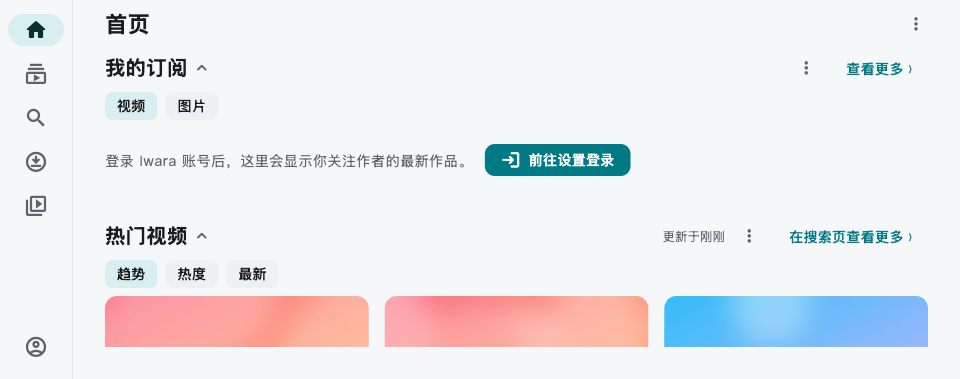 首页
我的订阅
查看更多 ›
视频 图片
登录 Iwara 账号后，这里会显示你关注作者的最新作品。 前往设置登录
热门视频
更新于刚刚 在搜索页查看更多 ›
趋势 热度 最新